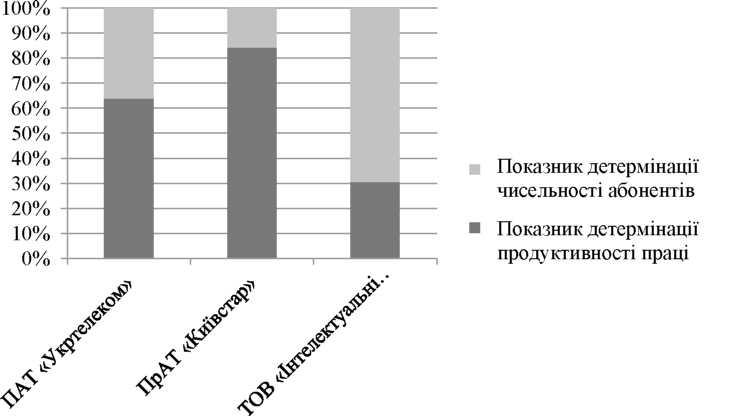 100%
90%
80%
70%
60%
50%
40%
30%
20%
10%
0%
ПАТ «Укртелеком»
ПрАТ «Київстар»
ТОВ «Інтелектуальні..
Показник детермінації
чисельності абонентів
Показник детермінації
продуктивності праці